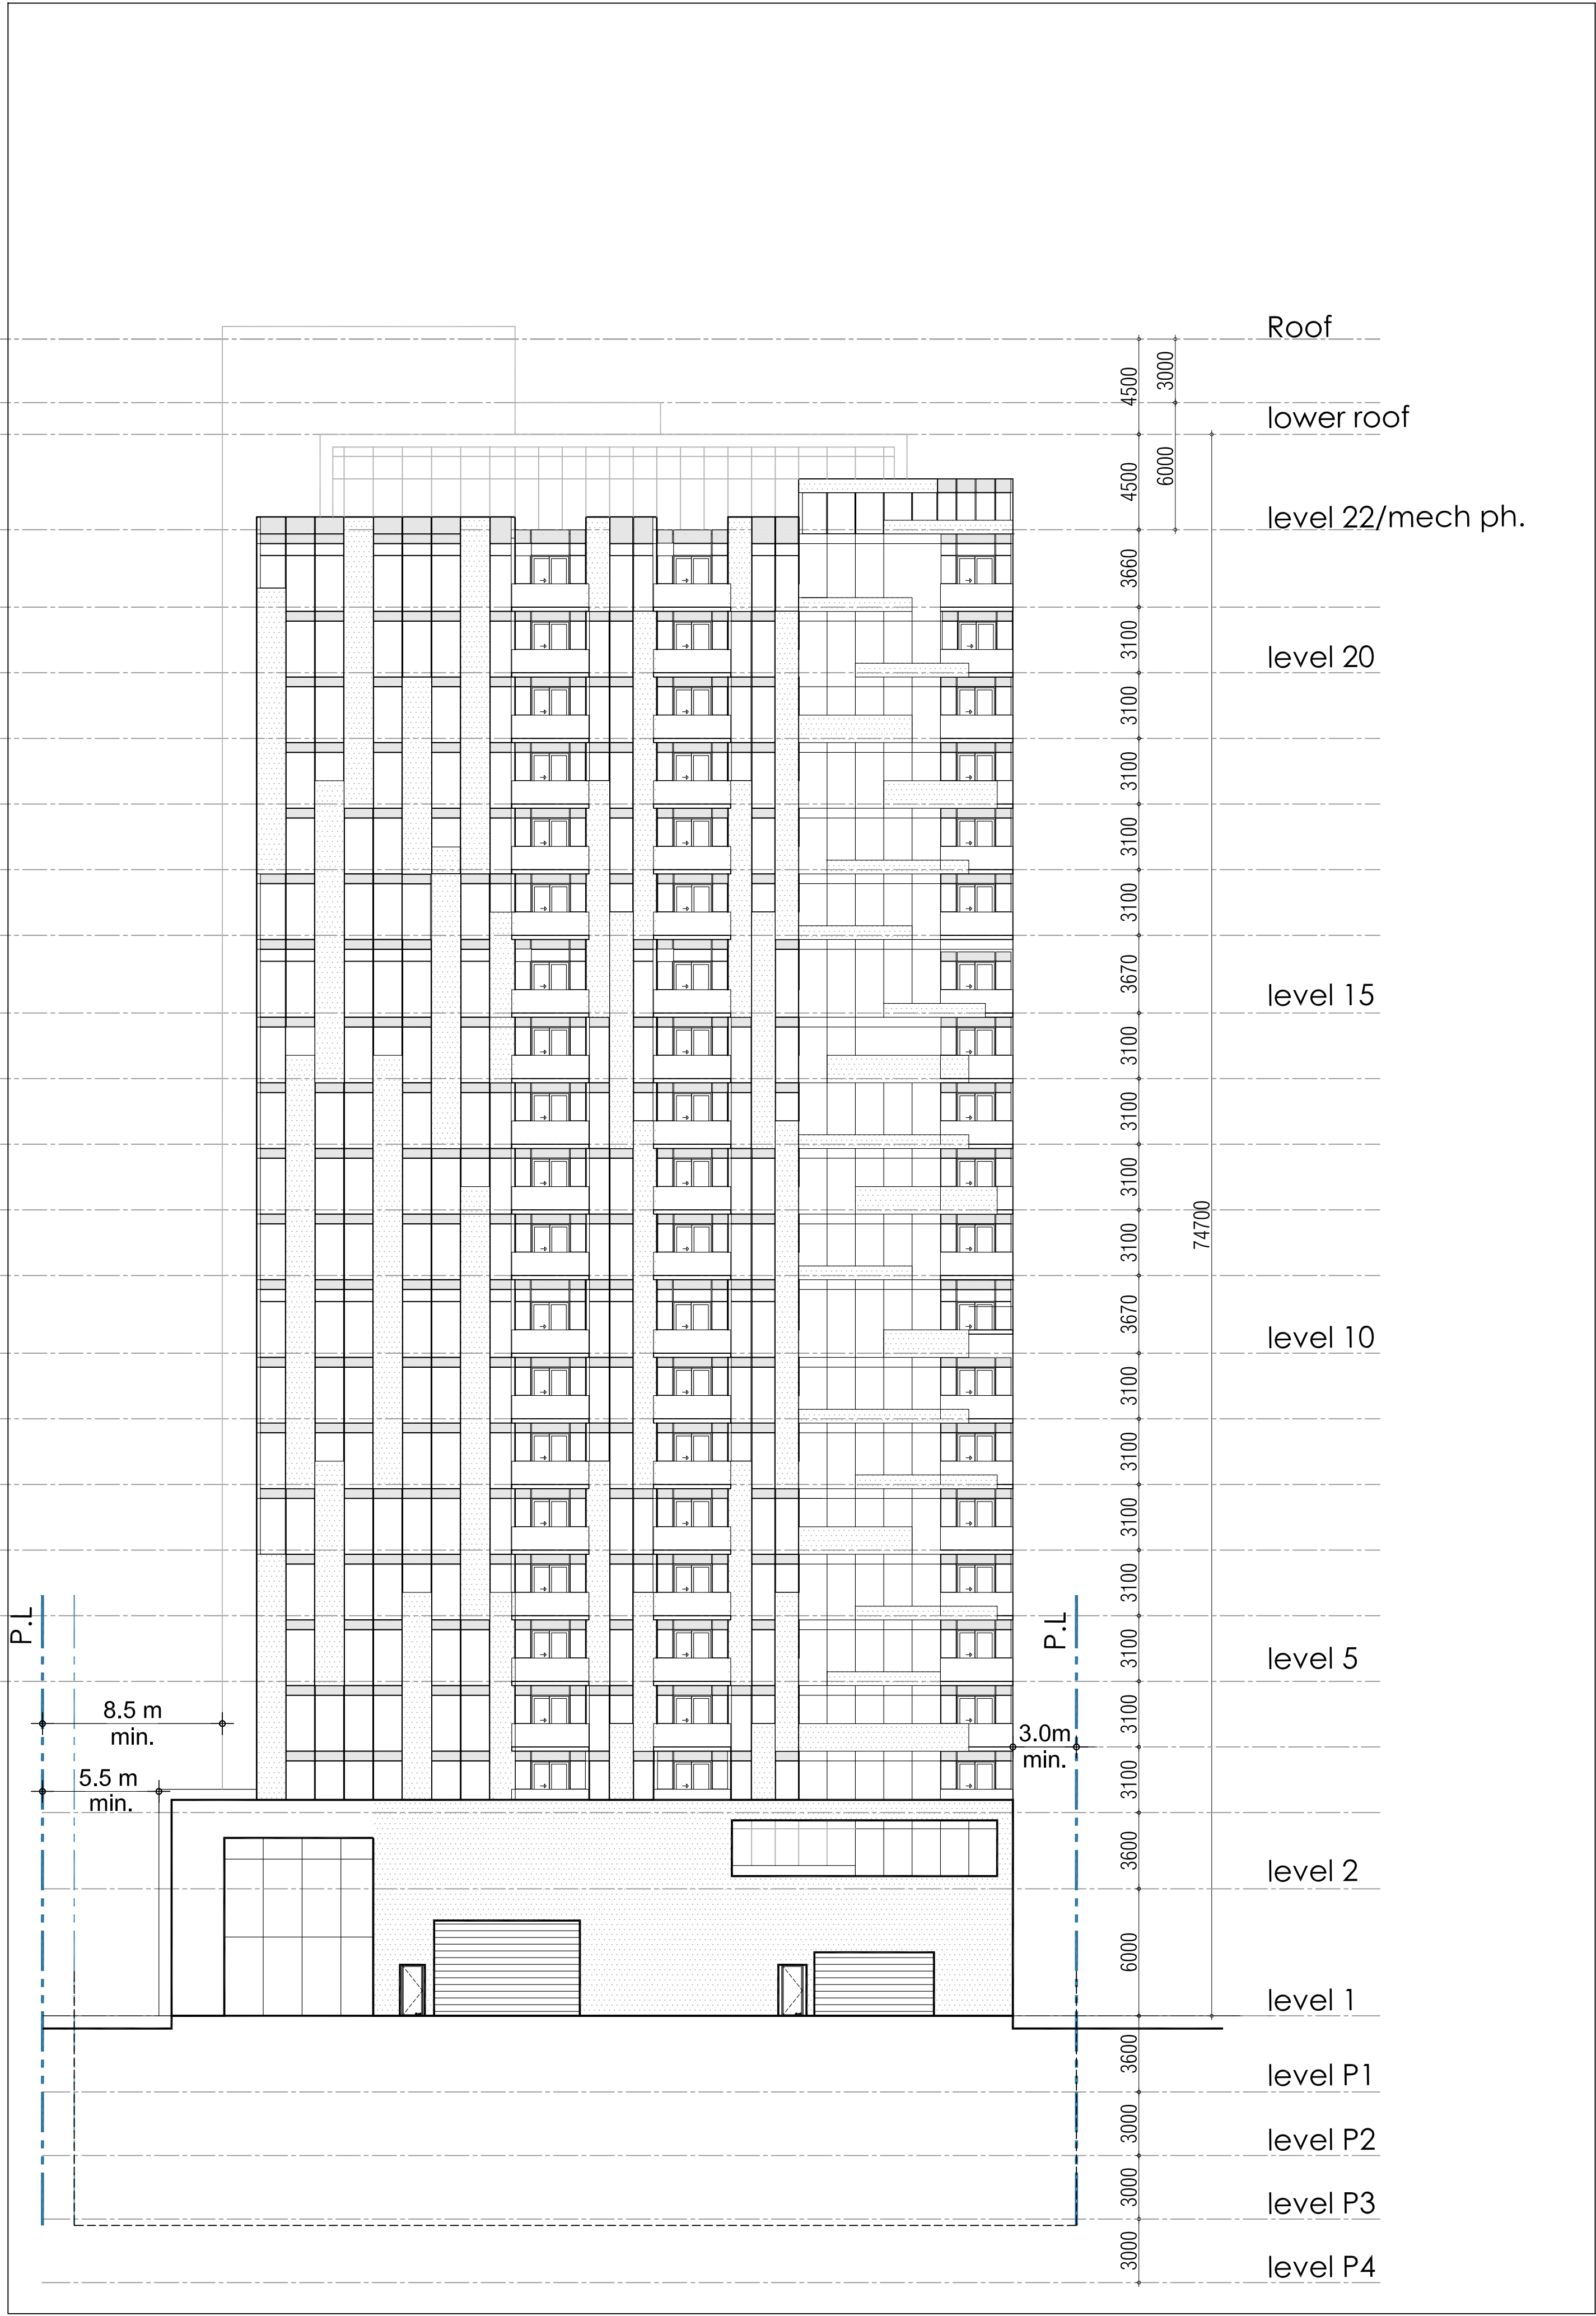 Roof
3000
4500
lower roof
6000
4500
level 22/mech ph.
3660
3100
level 20
3100
3100
3100
3100
3670
level 15
3100
3100
3100
74700
3100
3670
level 10
3100
3100
3100
3100
P.L
P.L
3100
level 5
8.5 m
min.
3100
3.0m
min.
5.5 m
min.
3100
3600
level 2
6000
level 1
3600
level P1
3000
level P2
3000
level P3
3000
level P4